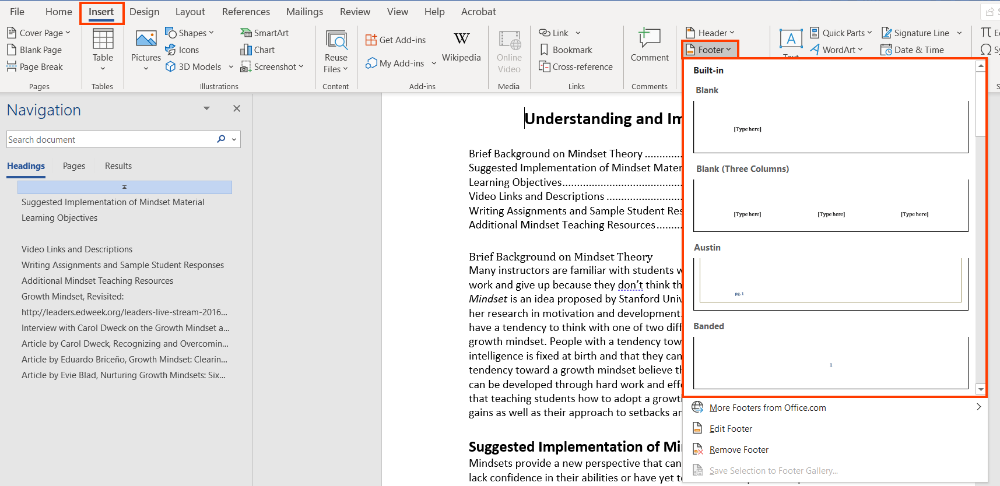 File Home Insert Design Layout References Mailings Review View Help Acrobat
Cover Page
Blank Page
Page Break
Pages
Table
Tables
Pictures
Shapes
Icons
3D Models
SmartArt
Chart
Screenshot
Illustrations
Reuse
Files
Content
Get Add-ins
My Add-ins
Wikipedia
Add-ins
Online
Video
Media
Link
Bookmark
Cross-reference
Links
Comment
Comments
Header
Footer
Quick Parts
WordArt
Signature Line
Date & Time
Navigation
Search document
Headings Pages Results
Suggested Implementation of Mindset Material
Learning Objectives
Video Links and Descriptions
Writing Assignments and Sample Student Responses
Additional Mindset Teaching Resources
Growth Mindset, Revisited:
http://leaders.edweek.org/leaders-live-stream-2016...
Interview with Carol Dweck on the Growth Mindset a...
Article by Carol Dweck, Recognizing and Overcomin...
Article by Eduardo Briceño, Growth Mindset: Clearin...
Article by Evie Blad, Nurturing Growth Mindsets: Six...
Understanding and Im
Brief Background on Mindset Theory
Suggested Implementation of Mindset Mater
Learning Objectives
Video Links and Descriptions
Writing Assignments and Sample Student Res
Additional Mindset Teaching Resources
Brief Background on Mindset Theory
Many instructors are familiar with students w
work and give up because they don't think th
Mindset is an idea proposed by Stanford Univ
her research in motivation and development.
have a tendency to think with one of two diff
growth mindset. People with a tendency tow
intelligence is fixed at birth and that they can
tendency toward a growth mindset believe th
can be developed through hard work and effo
that teaching students how to adopt a growt
gains as well as their approach to setbacks an
Suggested Implementation of Mi
Mindsets provide a new perspective that can
lack confidence in their abilities or have yet t
Built-in
Blank
[Type here]
Blank (Three Columns)
[Type here] [Type here] [Type here]
Austin
pg. 1
Banded
1
More Footers from Office.com
Edit Footer
Remove Footer
Save Selection to Footer Gallery...